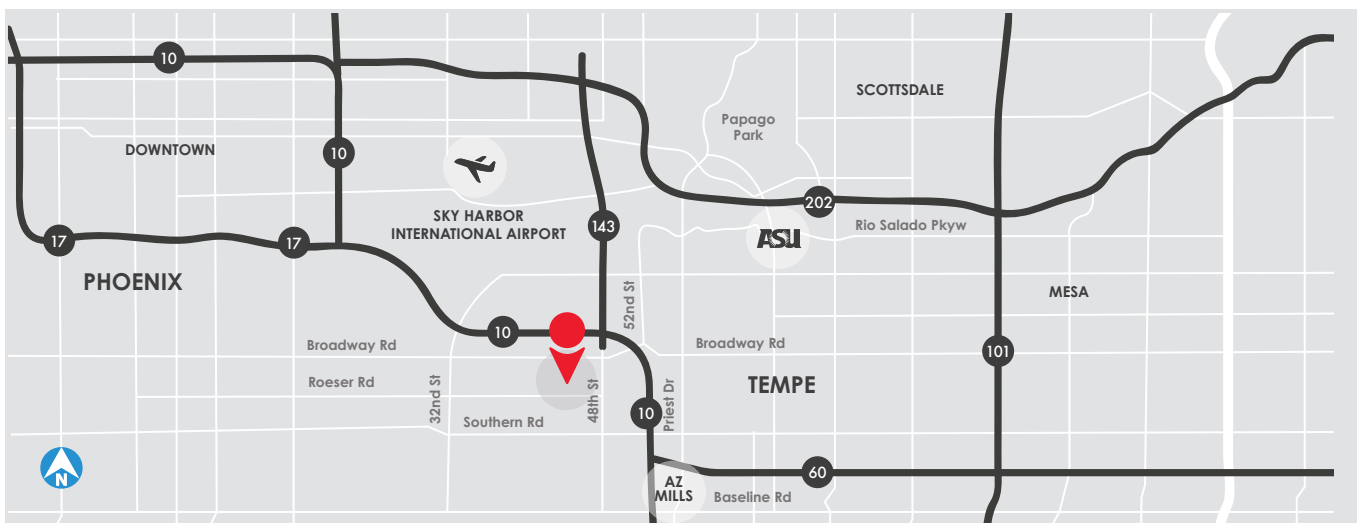 10
SCOTTSDALE
Papago
Park
DOWNTOWN
10
202
SKY HARBOR
INTERNATIONAL AIRPORT
143
Rio Salado Pkyw
ASU
17
17
PHOENIX
52nd St
MESA
10
Broadway Rd
Broadway Rd
101
Roeser Rd
32nd St
48th St
TEMPE
Priest Dr
10
Southern Rd
N
60
AZ
MILLS
Baseline Rd